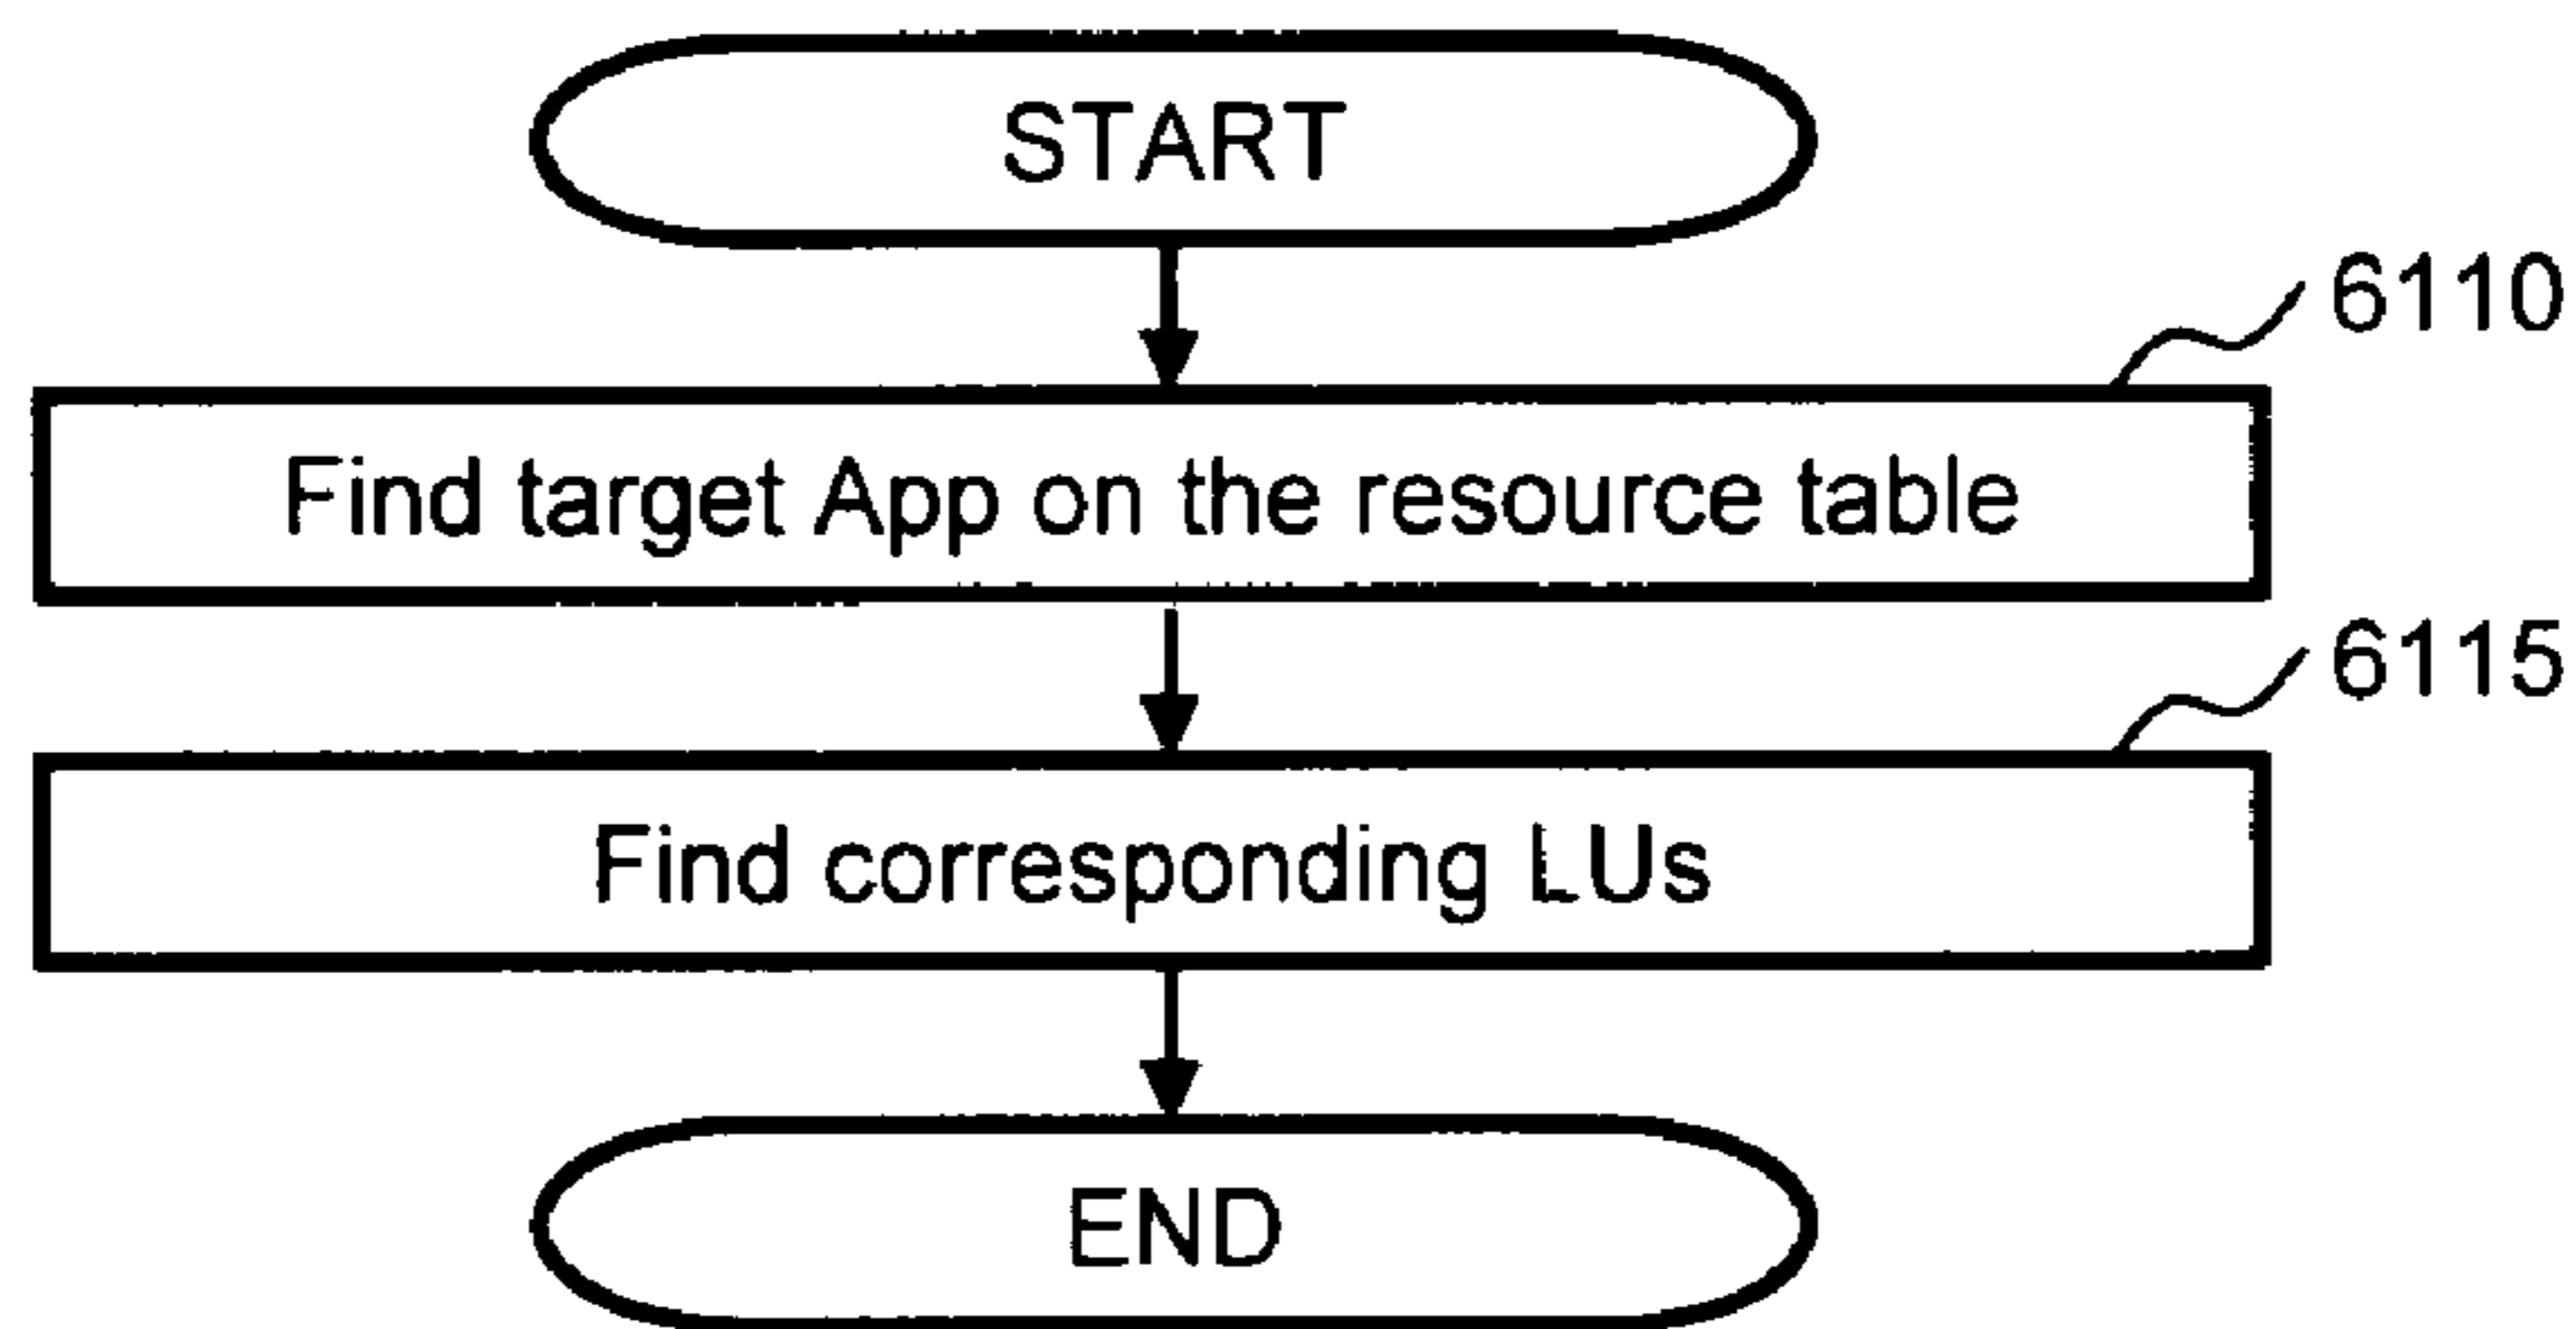 START
6110
Find target App on the resource table
6115
Find corresponding LUs
END